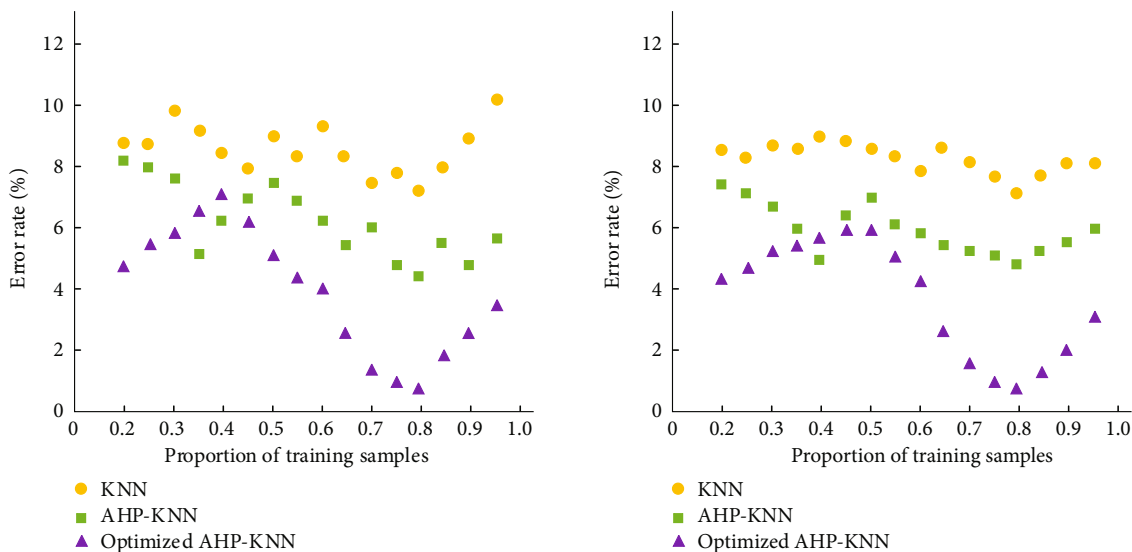 12
10
8
6
4
2
0
Error rate (%)
0 0.2 0.3 0.4 0.5 0.6 0.7 0.8 0.9 1.0
Proportion of training samples
KNN
AHP-KNN
Optimized AHP-KNN
12
10
8
6
4
2
0
Error rate (%)
0 0.2 0.3 0.4 0.5 0.6 0.7 0.8 0.9 1.0
Proportion of training samples
KNN
AHP-KNN
Optimized AHP-KNN